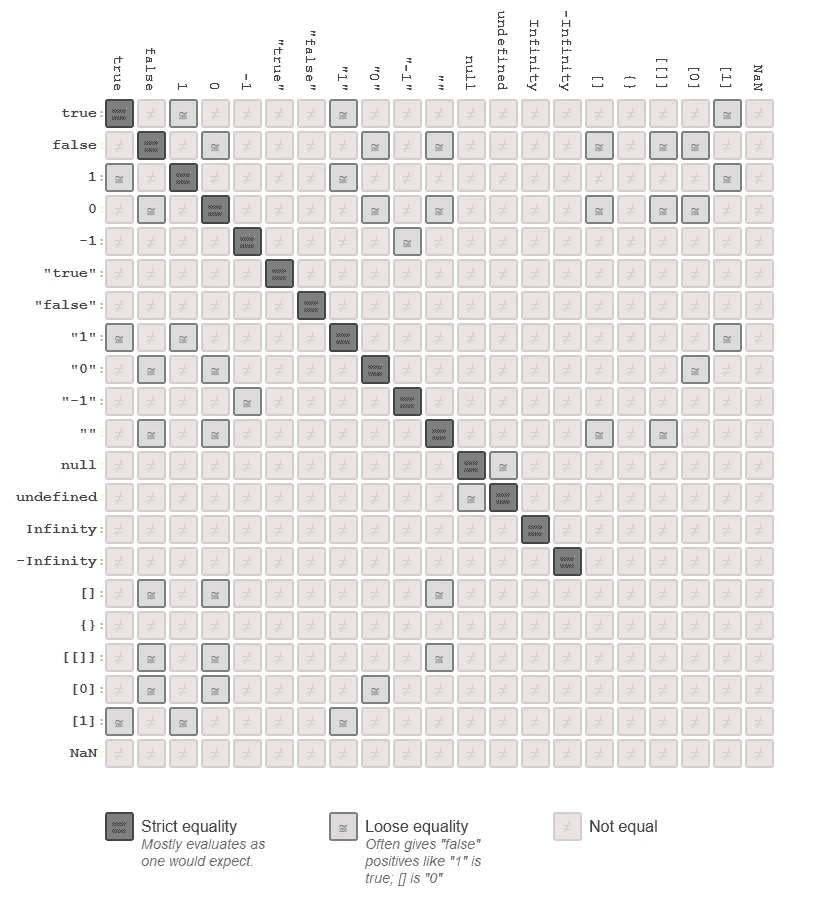 true false 1 0 -1 "true" "false" "1" "0" "-1" "" null undefined Infinity -Infinity [] {} [[]] [0] [1] NaN
true: ≅ ≠ ≅ ≠ ≠ ≠ ≠ ≅ ≠ ≠ ≠ ≠ ≠ ≠ ≠ ≠ ≠ ≠ ≠ ≅ ≠
false ≠ ≅ ≠ ≅ ≠ ≠ ≠ ≠ ≅ ≠ ≅ ≠ ≠ ≠ ≠ ≅ ≠ ≅ ≅ ≠ ≠
1: ≅ ≠ ≅ ≠ ≠ ≠ ≠ ≅ ≠ ≠ ≠ ≠ ≠ ≠ ≠ ≠ ≠ ≠ ≠ ≅ ≠
0 ≠ ≅ ≠ ≅ ≠ ≠ ≠ ≠ ≅ ≠ ≅ ≠ ≠ ≠ ≠ ≅ ≠ ≅ ≅ ≠ ≠
-1: ≠ ≠ ≠ ≠ ≅ ≠ ≠ ≠ ≠ ≅ ≠ ≠ ≠ ≠ ≠ ≠ ≠ ≠ ≠ ≠ ≠
"true": ≠ ≠ ≠ ≠ ≠ ≅ ≠ ≠ ≠ ≠ ≠ ≠ ≠ ≠ ≠ ≠ ≠ ≠ ≠ ≠ ≠
"false": ≠ ≠ ≠ ≠ ≠ ≠ ≅ ≠ ≠ ≠ ≠ ≠ ≠ ≠ ≠ ≠ ≠ ≠ ≠ ≠ ≠
"1": ≅ ≠ ≅ ≠ ≠ ≠ ≠ ≅ ≠ ≠ ≠ ≠ ≠ ≠ ≠ ≠ ≠ ≠ ≠ ≅ ≠
"0": ≠ ≅ ≠ ≅ ≠ ≠ ≠ ≠ ≅ ≠ ≠ ≠ ≠ ≠ ≠ ≠ ≠ ≠ ≅ ≠ ≠
"-1": ≠ ≠ ≠ ≠ ≅ ≠ ≠ ≠ ≠ ≅ ≠ ≠ ≠ ≠ ≠ ≠ ≠ ≠ ≠ ≠ ≠
"" ≠ ≅ ≠ ≅ ≠ ≠ ≠ ≠ ≠ ≠ ≅ ≠ ≠ ≠ ≠ ≅ ≠ ≅ ≠ ≠ ≠
null ≠ ≠ ≠ ≠ ≠ ≠ ≠ ≠ ≠ ≠ ≠ ≅ ≅ ≠ ≠ ≠ ≠ ≠ ≠ ≠ ≠
undefined ≠ ≠ ≠ ≠ ≠ ≠ ≠ ≠ ≠ ≠ ≠ ≅ ≅ ≠ ≠ ≠ ≠ ≠ ≠ ≠ ≠
Infinity: ≠ ≠ ≠ ≠ ≠ ≠ ≠ ≠ ≠ ≠ ≠ ≠ ≠ ≅ ≠ ≠ ≠ ≠ ≠ ≠ ≠
-Infinity: ≠ ≠ ≠ ≠ ≠ ≠ ≠ ≠ ≠ ≠ ≠ ≠ ≠ ≠ ≅ ≠ ≠ ≠ ≠ ≠ ≠
[]: ≠ ≅ ≠ ≅ ≠ ≠ ≠ ≠ ≠ ≠ ≅ ≠ ≠ ≠ ≠ ≠ ≠ ≠ ≠ ≠ ≠
{}: ≠ ≠ ≠ ≠ ≠ ≠ ≠ ≠ ≠ ≠ ≠ ≠ ≠ ≠ ≠ ≠ ≠ ≠ ≠ ≠ ≠
[[]]: ≠ ≅ ≠ ≅ ≠ ≠ ≠ ≠ ≠ ≠ ≅ ≠ ≠ ≠ ≠ ≠ ≠ ≠ ≠ ≠ ≠
[0]: ≠ ≅ ≠ ≅ ≠ ≠ ≠ ≠ ≅ ≠ ≠ ≠ ≠ ≠ ≠ ≠ ≠ ≠ ≠ ≠ ≠
[1]: ≅ ≠ ≅ ≠ ≠ ≠ ≠ ≅ ≠ ≠ ≠ ≠ ≠ ≠ ≠ ≠ ≠ ≠ ≠ ≠ ≠
NaN ≠ ≠ ≠ ≠ ≠ ≠ ≠ ≠ ≠ ≠ ≠ ≠ ≠ ≠ ≠ ≠ ≠ ≠ ≠ ≠ ≠
≅ Strict equality
Mostly evaluates as
one would expect.
≅ Loose equality
Often gives "false"
positives like "1" is
true; [] is "0"
≠ Not equal